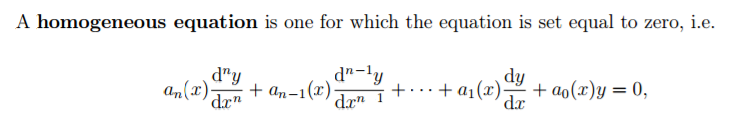 A homogeneous equation is one for which the equation is set equal to zero, i.e.
aₙ(x) dⁿy/dxⁿ + aₙ₋₁(x) dⁿ⁻¹y/dxⁿ ¹ + · · · + a₁(x) dy/dx + a₀(x)y = 0,